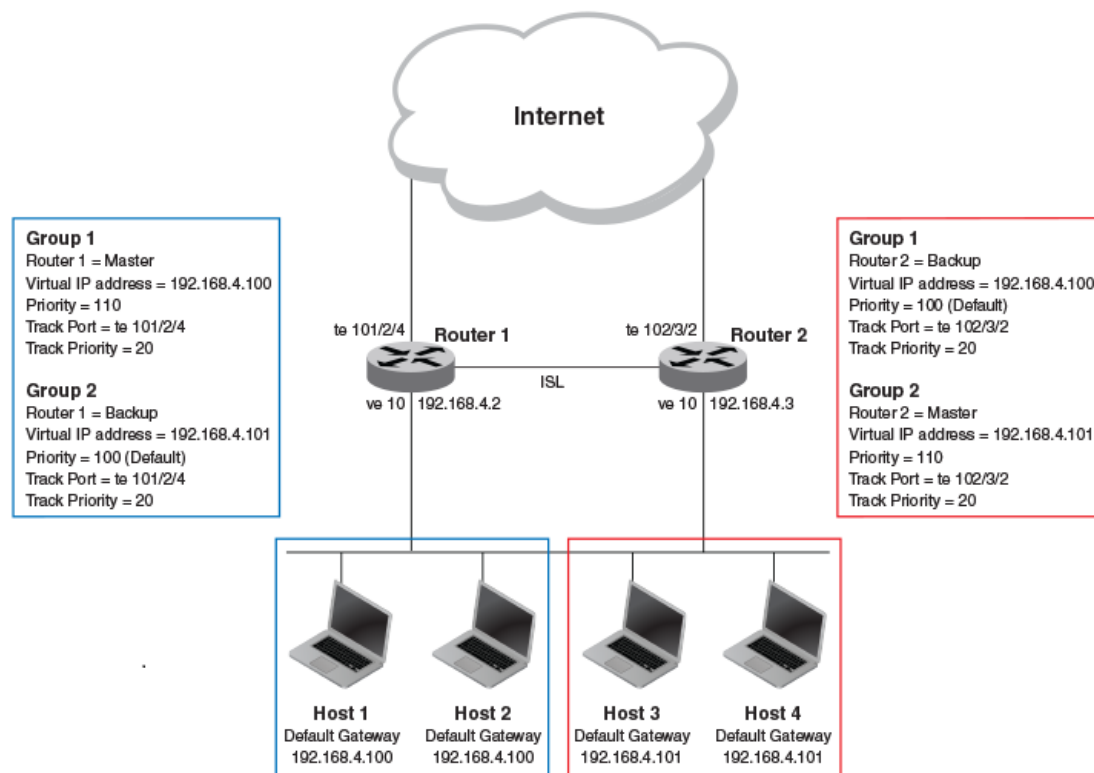 Internet
Group 1
Router 1 = Master
Virtual IP address = 192.168.4.100
Priority = 110
Track Port = te 101/2/4
Track Priority = 20
Group 2
Router 1 = Backup
Virtual IP address = 192.168.4.101
Priority = 100 (Default)
Track Port = te 101/2/4
Track Priority = 20
te 101/2/4
Router 1
te 102/3/2
Router 2
ISL
ve 10
192.168.4.2
ve 10
192.168.4.3
Group 1
Router 2 = Backup
Virtual IP address = 192.168.4.100
Priority = 100 (Default)
Track Port = te 102/3/2
Track Priority = 20
Group 2
Router 2 = Master
Virtual IP address = 192.168.4.101
Priority = 110
Track Port = te 102/3/2
Track Priority = 20
Host 1
Default Gateway
192.168.4.100
Host 2
Default Gateway
192.168.4.100
Host 3
Default Gateway
192.168.4.101
Host 4
Default Gateway
192.168.4.101